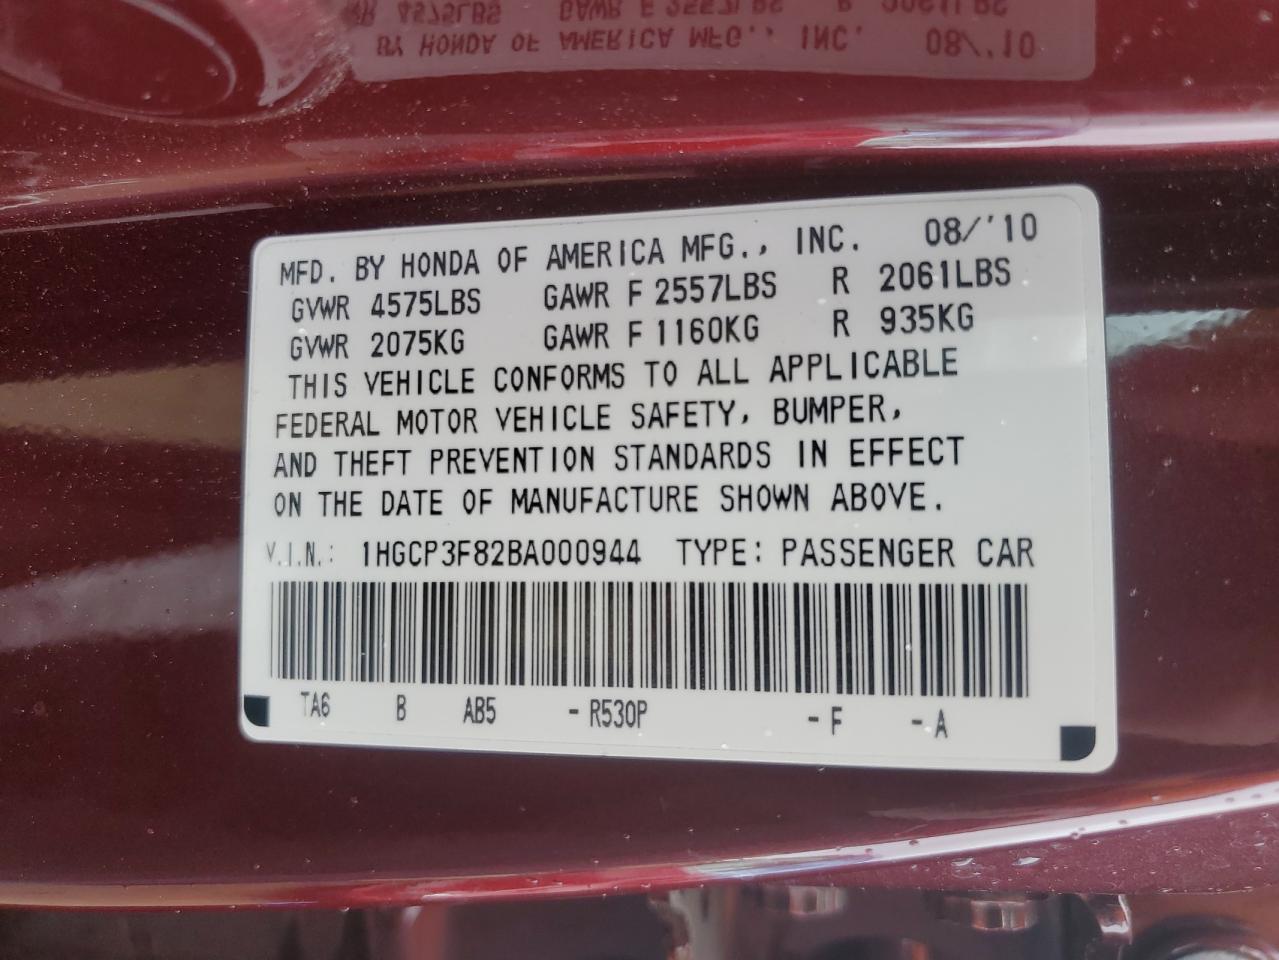 MFD. BY HONDA OF AMERICA MFG., INC. 08/'10
GVWR 4575LBS GAWR F 2557LBS R 2061LBS
GVWR 2075KG GAWR F 1160KG R 935KG
THIS VEHICLE CONFORMS TO ALL APPLICABLE
FEDERAL MOTOR VEHICLE SAFETY, BUMPER,
AND THEFT PREVENTION STANDARDS IN EFFECT
ON THE DATE OF MANUFACTURE SHOWN ABOVE.
V.I.N.: 1HGCP3F82BA000944 TYPE: PASSENGER CAR
TA6 B AB5 -R530P -F -A